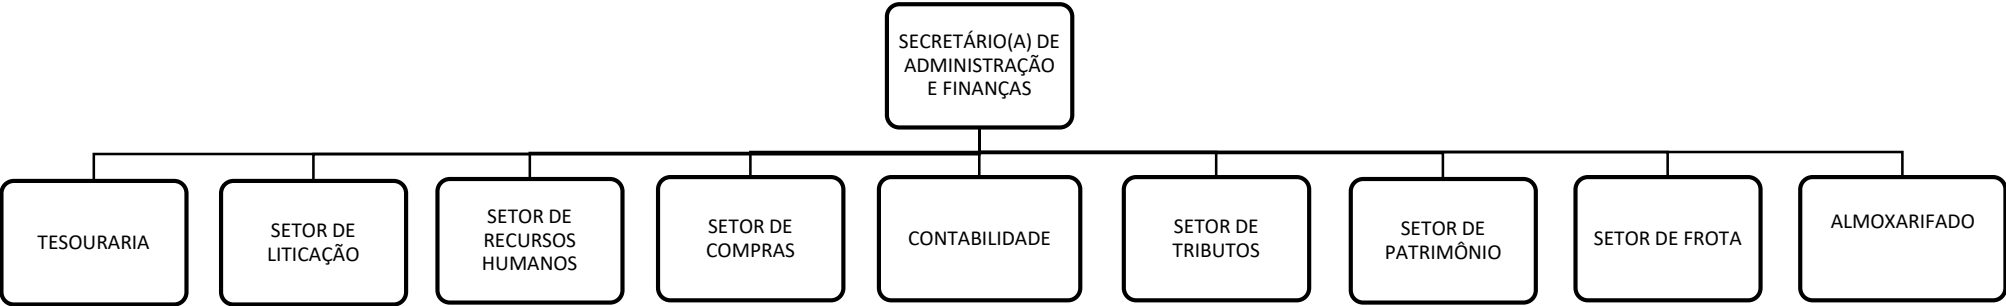 SECRETÁRIO(A) DE
ADMINISTRAÇÃO
E FINANÇAS
TESOURARIA
SETOR DE
LITICAÇÃO
SETOR DE
RECURSOS
HUMANOS
SETOR DE
COMPRAS
CONTABILIDADE
SETOR DE
TRIBUTOS
SETOR DE
PATRIMÔNIO
SETOR DE FROTA
ALMOXARIFADO